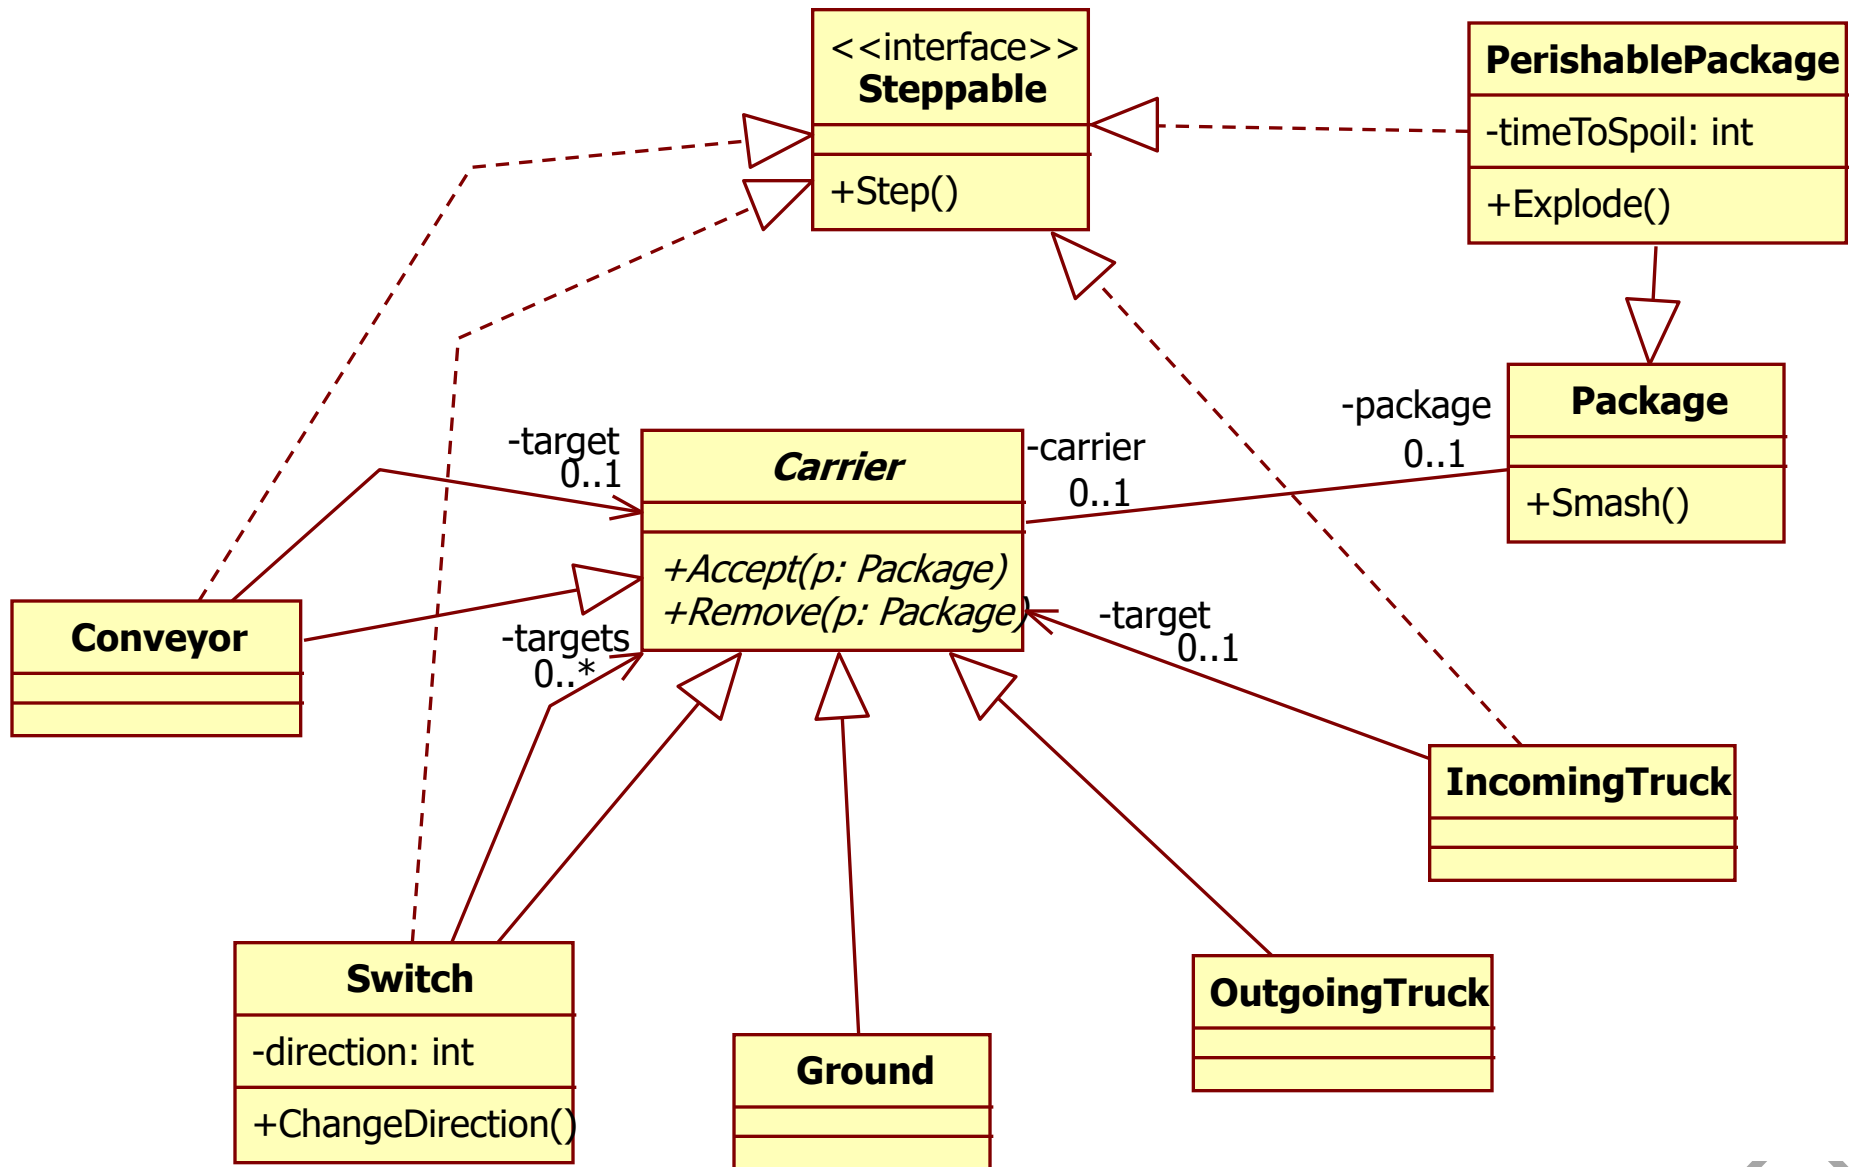 <<interface>>
Steppable
+Step()
PerishablePackage
-timeToSpoil: int
+Explode()
Package
+Smash()
-package
0..1
-carrier
0..1
-target
0..1
Carrier
+Accept(p: Package)
+Remove(p: Package)
Conveyor
-targets
0..*
-target
0..1
IncomingTruck
Switch
-direction: int
+ChangeDirection()
Ground
OutgoingTruck